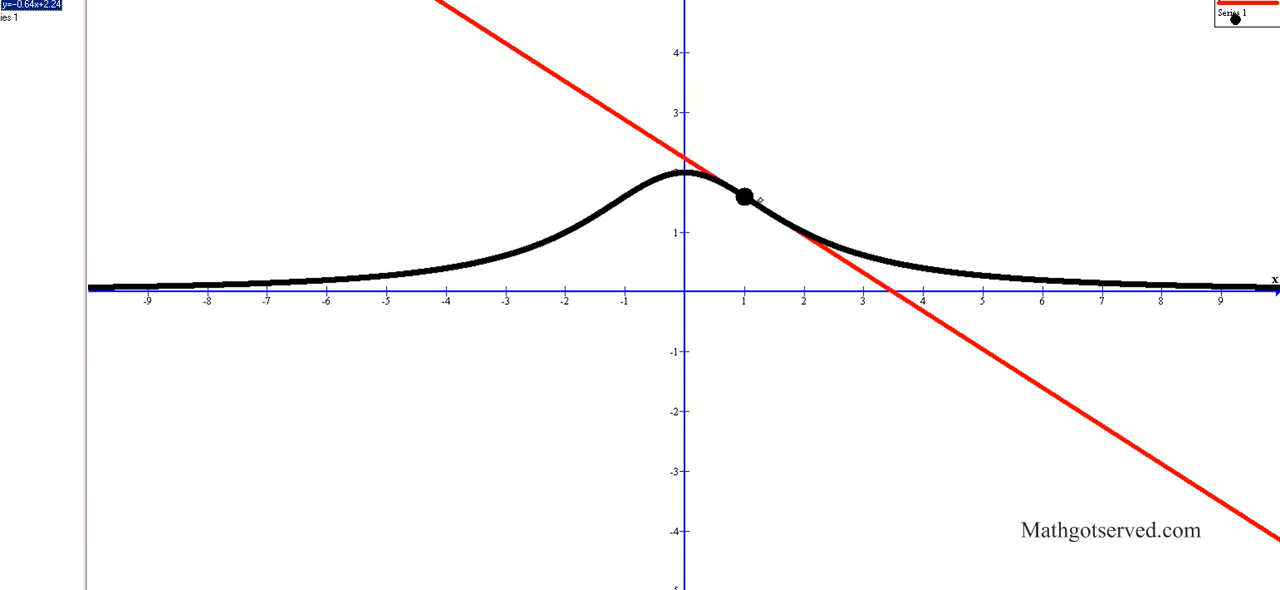 y=-0.64x+2.24
ies 1
Series 1
4
3
1
x
-9 -8 -7 -6 -5 -4 -3 -2 -1 1 2 3 4 5 6 7 8 9
-1
-2
-3
-4
Mathgotserved.com